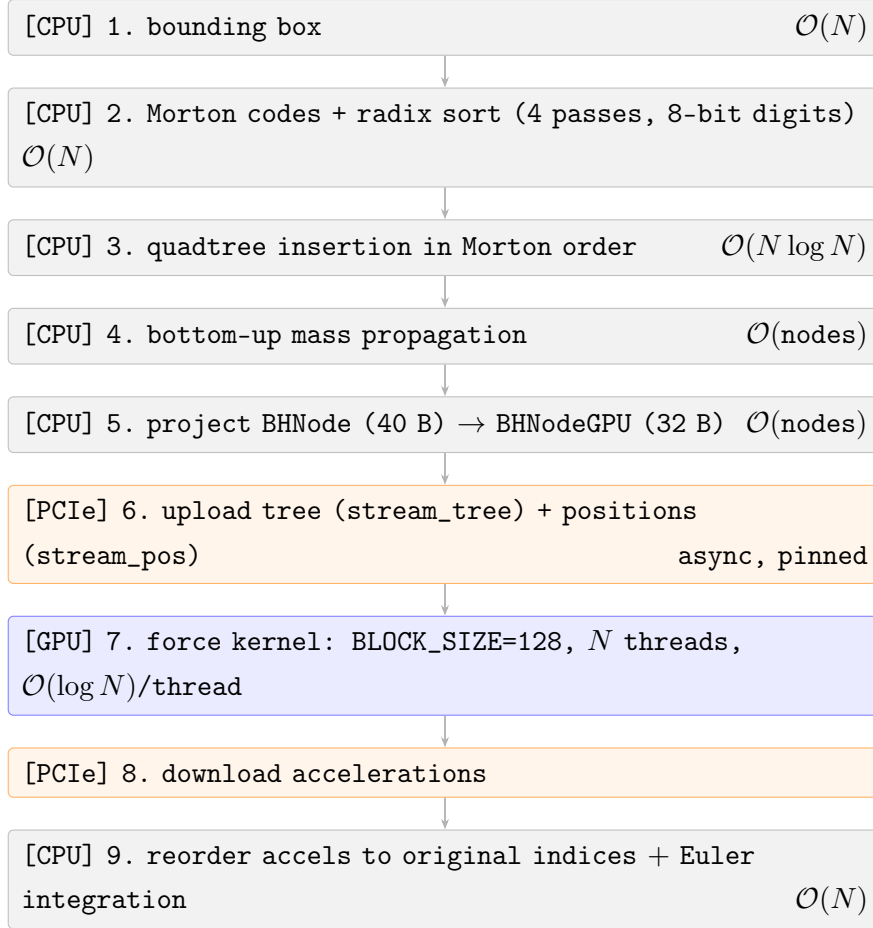 [CPU] 1. bounding box 𝒪(N)
[CPU] 2. Morton codes + radix sort (4 passes, 8-bit digits)
𝒪(N)
[CPU] 3. quadtree insertion in Morton order 𝒪(N log N)
[CPU] 4. bottom-up mass propagation 𝒪(nodes)
[CPU] 5. project BHNode (40 B) → BHNodeGPU (32 B) 𝒪(nodes)
[PCIe] 6. upload tree (stream_tree) + positions
(stream_pos) async, pinned
[GPU] 7. force kernel: BLOCK_SIZE=128, N threads,
𝒪(log N)/thread
[PCIe] 8. download accelerations
[CPU] 9. reorder accels to original indices + Euler
integration 𝒪(N)